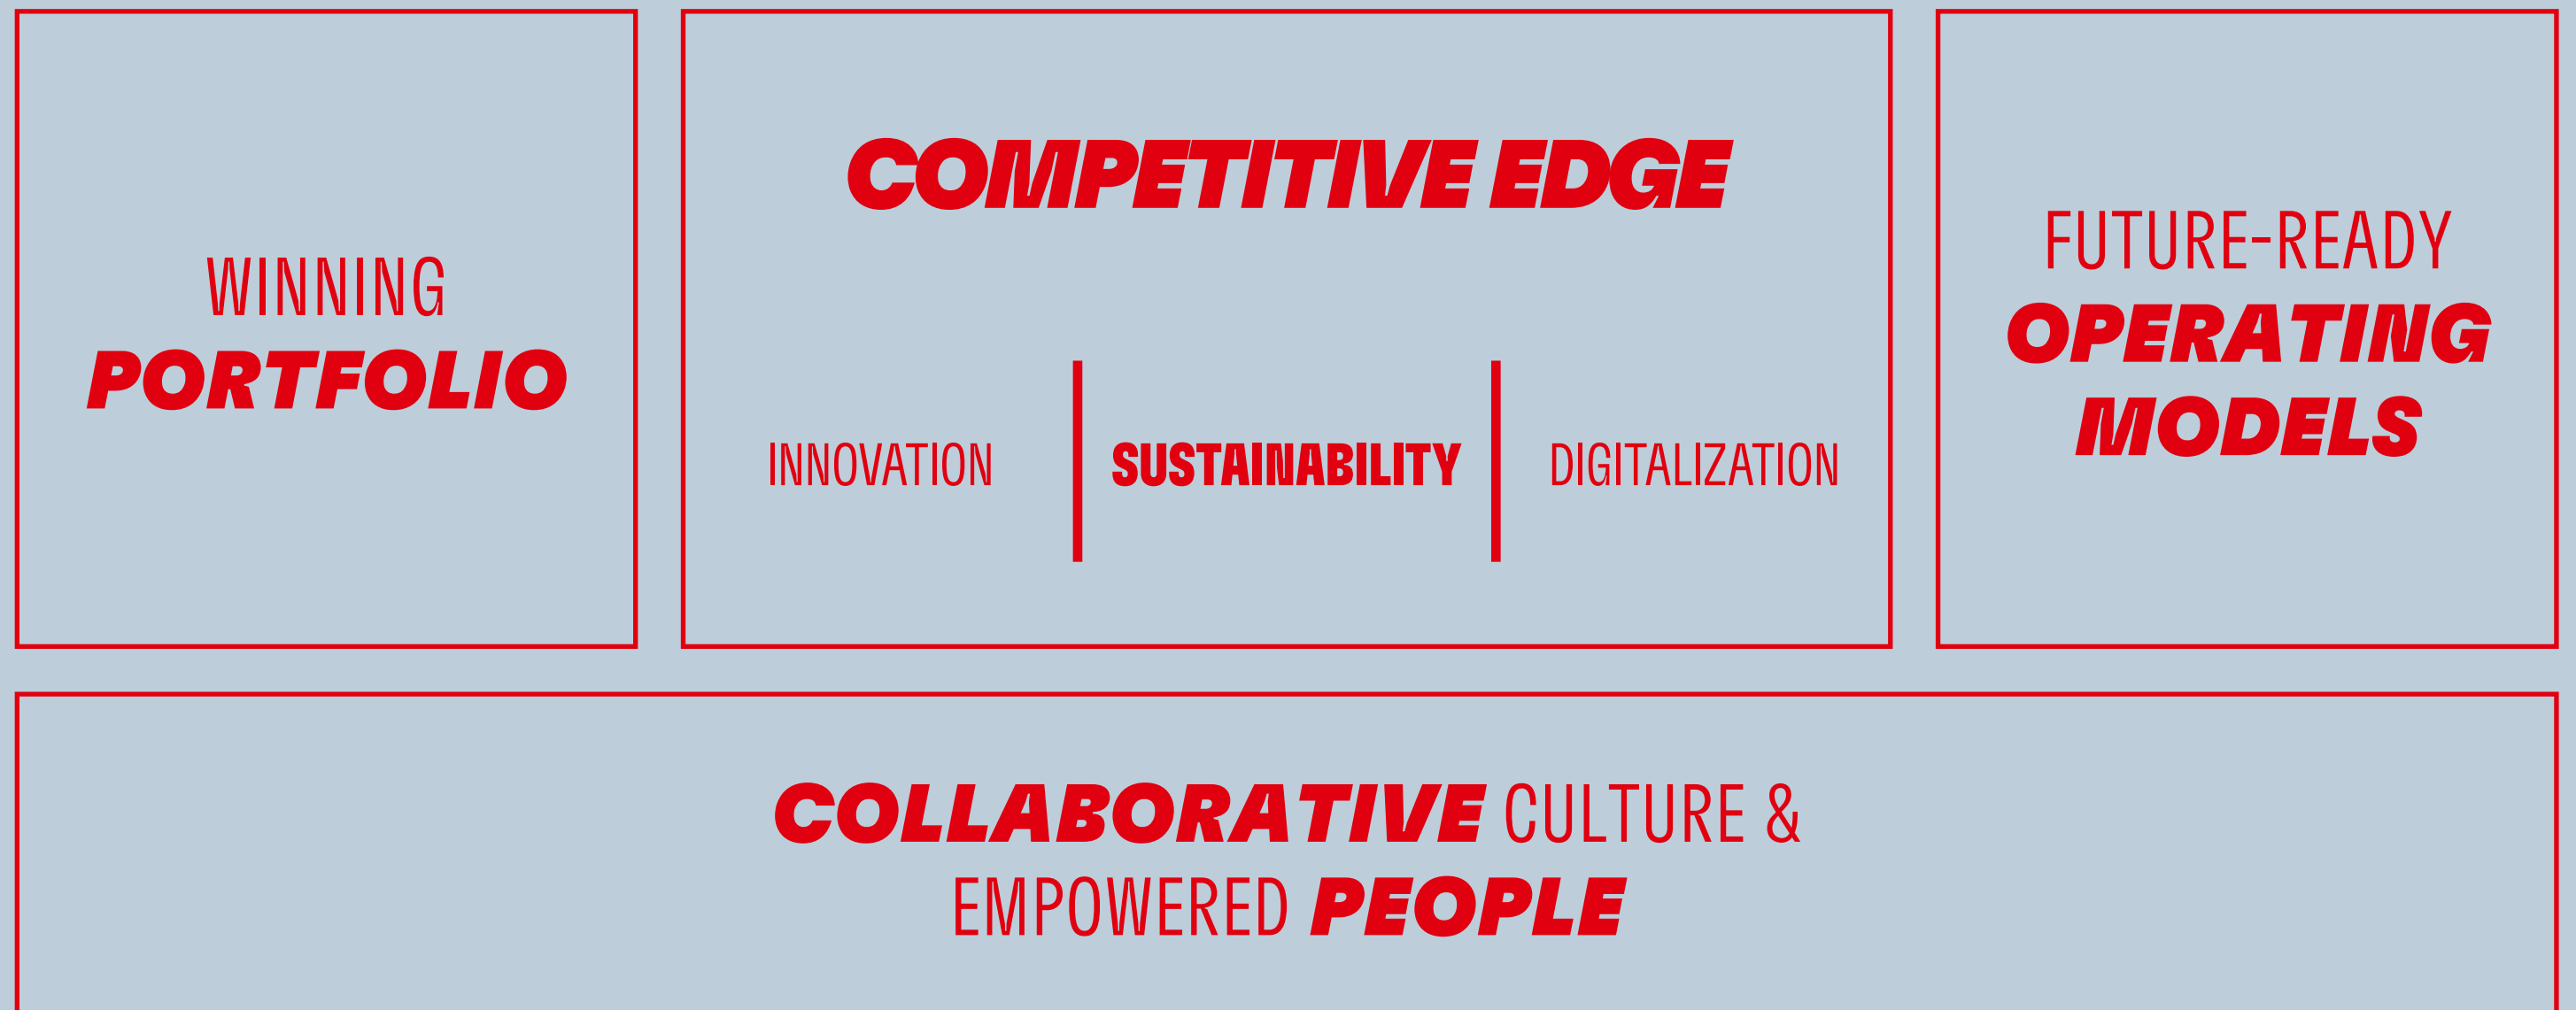 WINNING
PORTFOLIO
COMPETITIVE EDGE
INNOVATION
SUSTAINABILITY
DIGITALIZATION
FUTURE-READY
OPERATING
MODELS
COLLABORATIVE CULTURE &
EMPOWERED PEOPLE